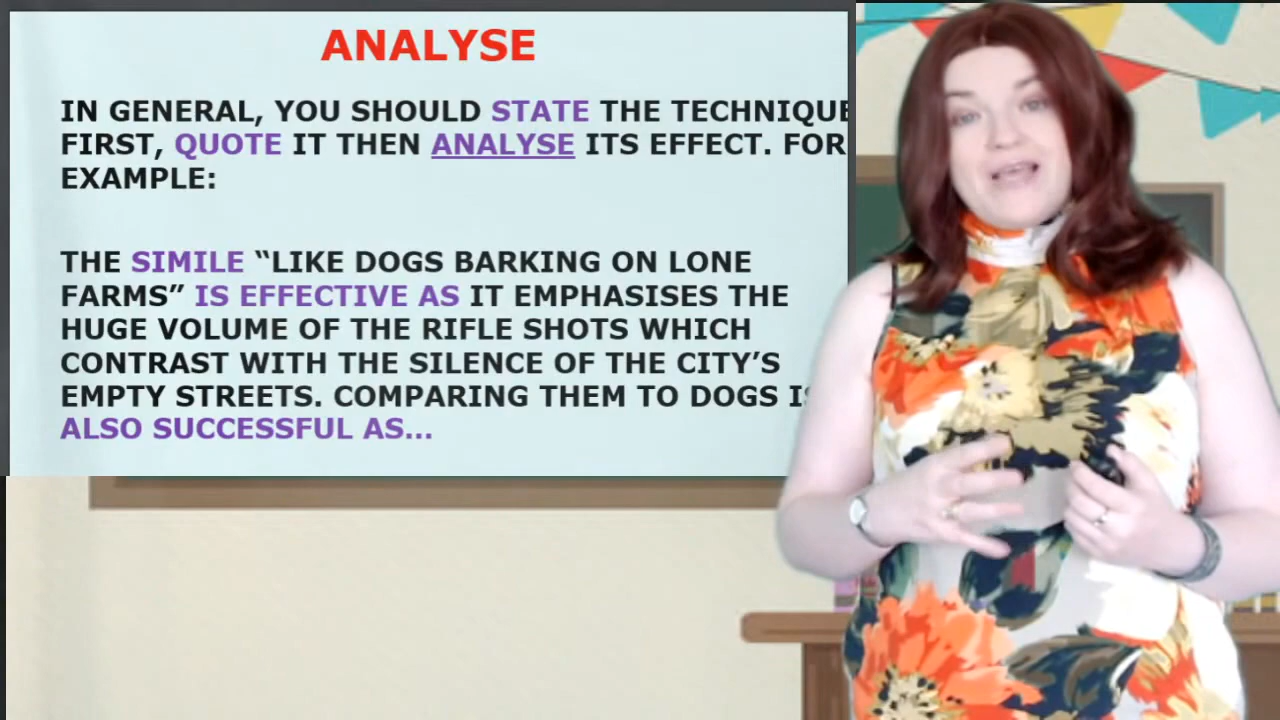 ANALYSE
IN GENERAL, YOU SHOULD STATE THE TECHNIQUE
FIRST, QUOTE IT THEN ANALYSE ITS EFFECT. FOR
EXAMPLE:
THE SIMILE “LIKE DOGS BARKING ON LONE
FARMS” IS EFFECTIVE AS IT EMPHASISES THE
HUGE VOLUME OF THE RIFLE SHOTS WHICH
CONTRAST WITH THE SILENCE OF THE CITY’S
EMPTY STREETS. COMPARING THEM TO DOGS IS
ALSO SUCCESSFUL AS...